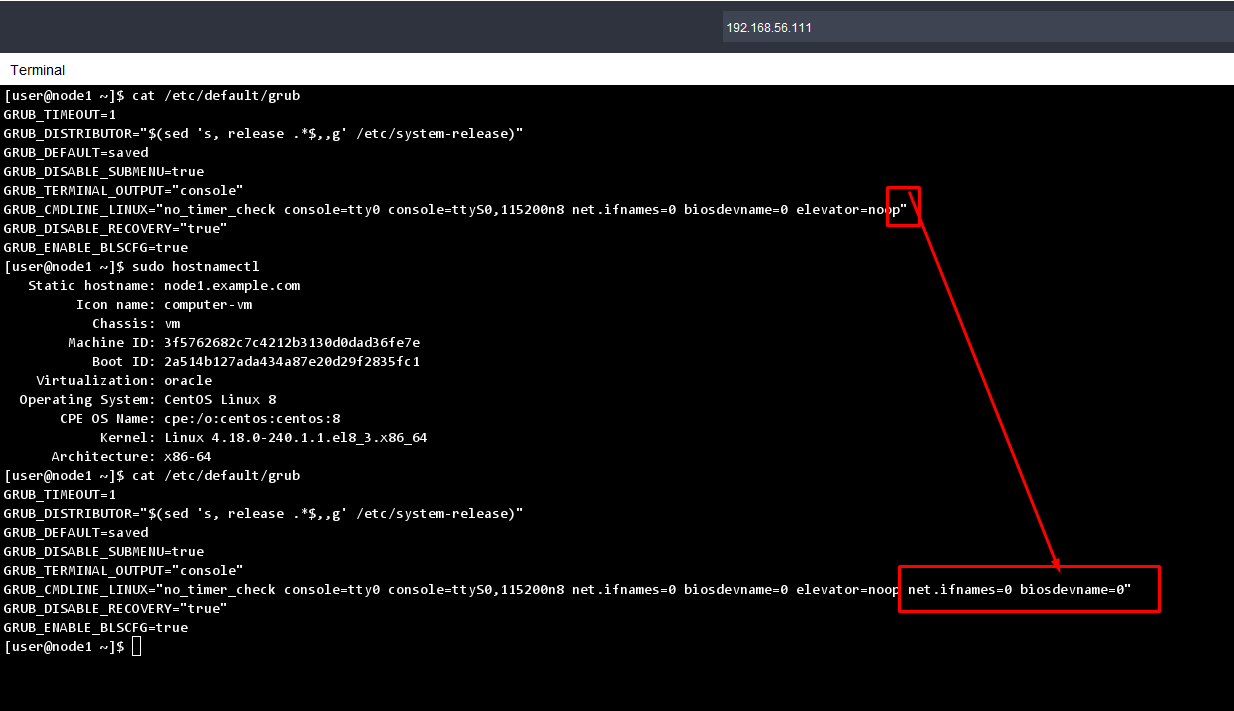 192.168.56.111
Terminal
[user@node1 ~]$ cat /etc/default/grub
GRUB_TIMEOUT=1
GRUB_DISTRIBUTOR="$(sed 's, release .*$,,g' /etc/system-release)"
GRUB_DEFAULT=saved
GRUB_DISABLE_SUBMENU=true
GRUB_TERMINAL_OUTPUT="console"
GRUB_CMDLINE_LINUX="no_timer_check console=tty0 console=ttyS0,115200n8 net.ifnames=0 biosdevname=0 elevator=noop"
GRUB_DISABLE_RECOVERY="true"
GRUB_ENABLE_BLSCFG=true
[user@node1 ~]$ sudo hostnamectl
Static hostname: node1.example.com
Icon name: computer-vm
Chassis: vm
Machine ID: 3f5762682c7c4212b3130d0dad36fe7e
Boot ID: 2a514b127ada434a87e20d29f2835fc1
Virtualization: oracle
Operating System: CentOS Linux 8
CPE OS Name: cpe:/o:centos:centos:8
Kernel: Linux 4.18.0-240.1.1.el8_3.x86_64
Architecture: x86-64
[user@node1 ~]$ cat /etc/default/grub
GRUB_TIMEOUT=1
GRUB_DISTRIBUTOR="$(sed 's, release .*$,,g' /etc/system-release)"
GRUB_DEFAULT=saved
GRUB_DISABLE_SUBMENU=true
GRUB_TERMINAL_OUTPUT="console"
GRUB_CMDLINE_LINUX="no_timer_check console=tty0 console=ttyS0,115200n8 net.ifnames=0 biosdevname=0 elevator=noop net.ifnames=0 biosdevname=0"
GRUB_DISABLE_RECOVERY="true"
GRUB_ENABLE_BLSCFG=true
[user@node1 ~]$